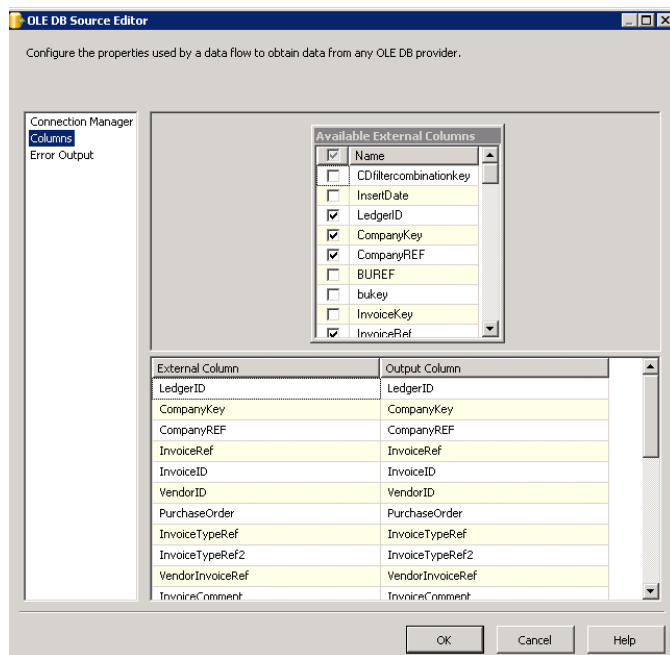 OLE DB Source Editor
Configure the properties used by a data flow to obtain data from any OLE DB provider.
Connection Manager
Columns
Error Output
Available External Columns
Name
CDfiltercombinationkey
InsertDate
LedgerID
CompanyKey
CompanyREF
BUREF
bukey
InvoiceKey
InvoiceRef
External Column Output Column
LedgerID LedgerID
CompanyKey CompanyKey
CompanyREF CompanyREF
InvoiceRef InvoiceRef
InvoiceID InvoiceID
VendorID VendorID
PurchaseOrder PurchaseOrder
InvoiceTypeRef InvoiceTypeRef
InvoiceTypeRef2 InvoiceTypeRef2
VendorInvoiceRef VendorInvoiceRef
InvoiceComment InvoiceComment
OK Cancel Help